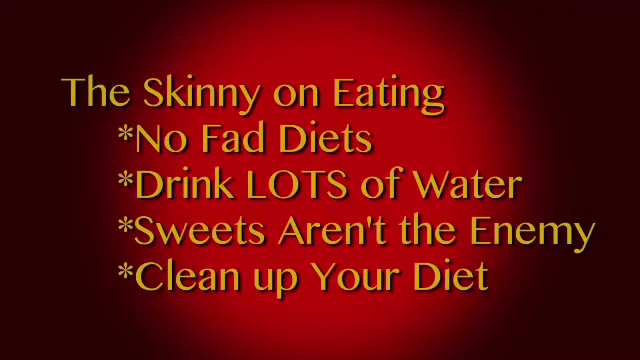 The Skinny on Eating
*No Fad Diets
*Drink LOTS of Water
*Sweets Aren't the Enemy
*Clean up Your Diet